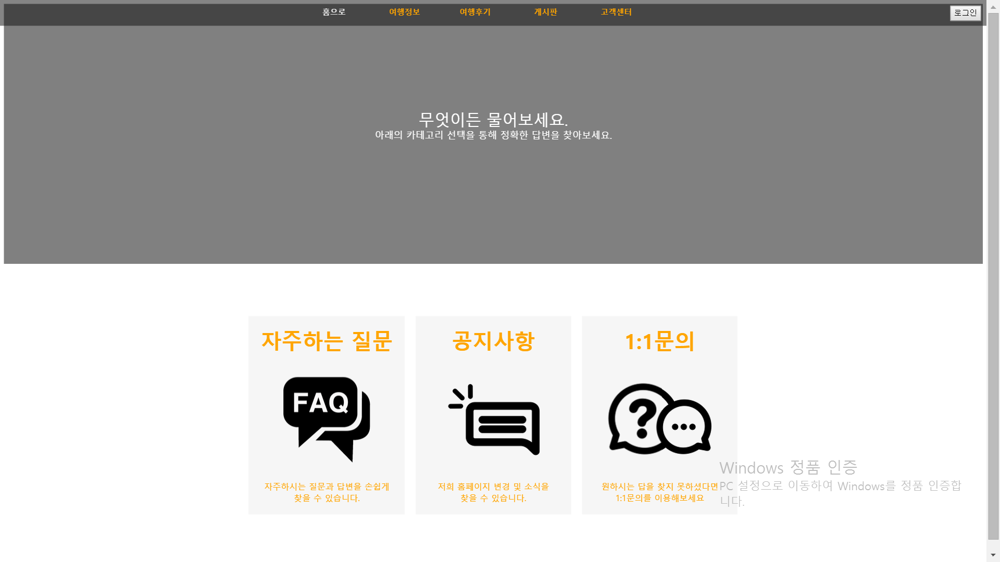 홈으로 여행정보 여행후기 게시판 고객센터 로그인
무엇이든 물어보세요.
아래의 카테고리 선택을 통해 정확한 답변을 찾아보세요.
자주하는 질문
FAQ
자주하시는 질문과 답변을 손쉽게
찾을 수 있습니다.
공지사항
저희 홈페이지 변경 및 소식을
찾을 수 있습니다.
1:1문의
?
원하시는 답을 찾지 못하셨다면
1:1문의를 이용해보세요
Windows 정품 인증
PC 설정으로 이동하여 Windows를 정품 인증합
니다.